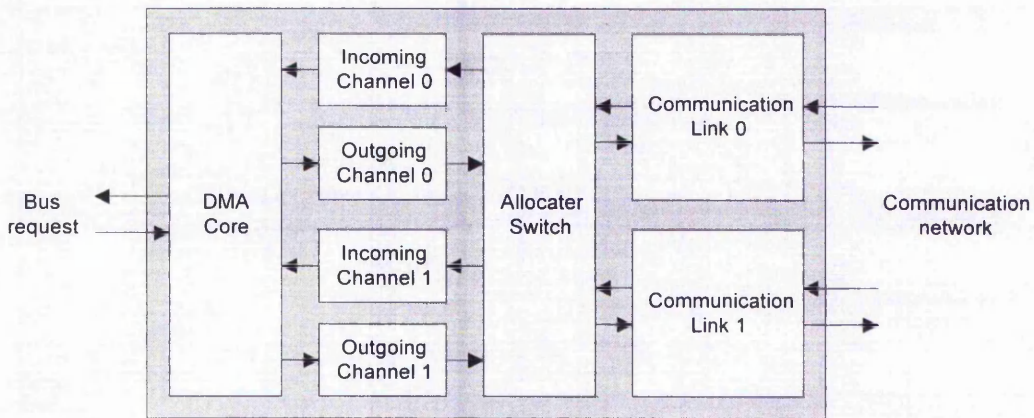 Incoming
Channel 0
Outgoing
Channel 0
Incoming
Channel 1
Outgoing
Channel 1
Bus
request
DMA
Core
Allocater
Switch
Communication
Link 0
Communication
Link 1
Communication
network